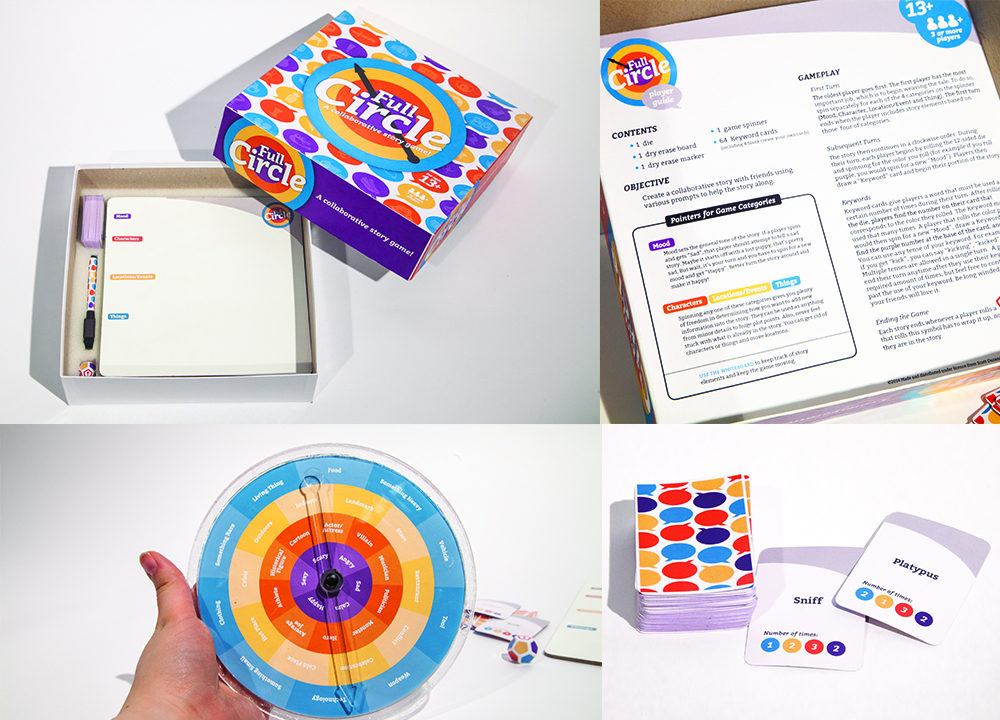 Full
Circle
A collaborative story game!
13+
Full
Circle
A collaborative story game!
Circle
Mood
Characters
Locations/Events
Things
Full
Circle
player
guide
13+
3 or more
players
CONTENTS
• 1 die
• 1 dry erase board
• 1 dry erase marker
• 1 game spinner
• 64 Keyword cards
(including 4 blank create your own cards)
OBJECTIVE
Create a collaborative story with friends using
various prompts to help the story along.
Pointers for Game Categories
Mood
Mood sets the general tone of the story. If a player spin
and gets "Sad", that player should attempt to tell a sad
story. Maybe it starts off with a lost puppy, that's pretty
sad. But wait, it's your turn and you have to spin for a new
mood and get "Happy". Better turn the story around and
make it happy!
Characters Locations/Events Things
Spinning any one of these categories gives you plenty
of freedom in determining how you want to add new
information into the story. They can be used as anything
from minor details to huge plot points. Also, never feel
stuck with what is already in the story. You can get rid of
characters or things and move locations.
USE THE WHITEBOARD to keep track of story
elements and keep the game moving.
GAMEPLAY
First Turn
The oldest player goes first. The first player has the most
important job, which is to begin weaving the tale. To do so,
spin separately for each of the 4 categories on the spinner
(Mood, Character, Location/Event and Thing). The first turn
ends when the player includes story elements based on
those four categories.
Subsequent Turns
The story then continues in a clockwise order. During
their turn, each player begins by rolling the 12-sided die
and spinning for the color you roll (for example if you roll
purple, you would spin for a new "Mood"). Players then
draw a "Keyword" card and begin their portion of the story
Keywords
Keyword cards give players a word that must be used a
certain number of times during their turn. After rolling
the die, players find the number on their card that
corresponds to the color they rolled. The Keyword
used that many times. A player that rolls the color
would then spin for a new "Mood", draw a Keyword
find the purple number at the base of the card, and
You can use any tense of your keyword. For example
if you get "kick", you can say "kicking", "kicked"
Multiple tenses are allowed in a single turn.
end their turn anytime after they use their key
required amount of times, but feel free to con
past the use of your keyword. Be long winded
your friends will love it.
Ending the Game
Each story ends whenever a player rolls a
that rolls this symbol has to wrap it up, no
they are in the story.
Food
Something Heavy
Vehicle
Tool
Weapon
Technology
Something Small
Clothing
Something Rare
Living Thing
Landmark
Room
Restaurant
Conflict
Celebration
Cold Place
Hot Place
Crime
Outdoors
Actor/
Actress
Villain
Musician
Politician
Monster
Hero
Average
Joe
Athlete
Historical
Figure
Cartoon
Scary
Angry
Sad
Calm
Happy
Sexy
Sniff
Number of times:
1 2 3 2
Platypus
Number of times:
2 1 3 2